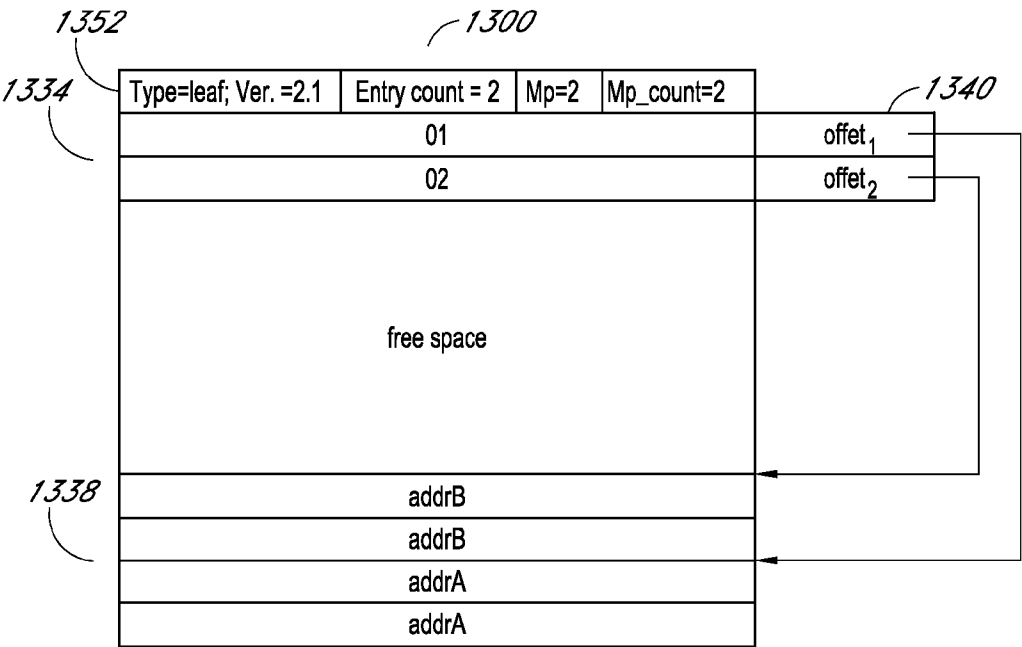 1352
1300
1334
Type=leaf; Ver. =2.1 Entry count = 2 Mp=2 Mp_count=2
1340
01 offet1
02 offet2
free space
1338
addrB
addrB
addrA
addrA